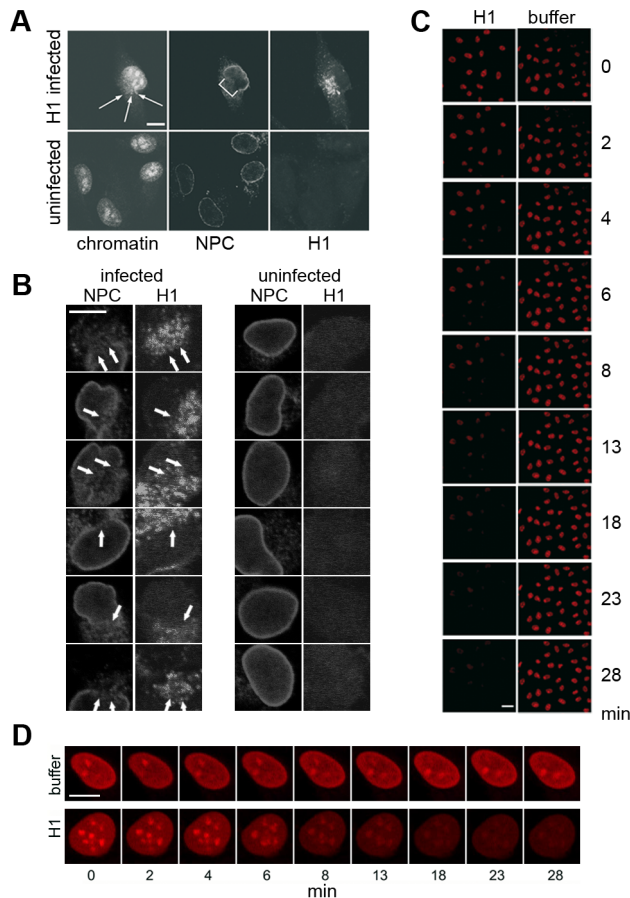 A
H1 infected
uninfected
chromatin NPC H1
B
infected uninfected
NPC H1 NPC H1
C
H1 buffer
0
2
4
6
8
13
18
23
28
min
D
buffer
H1
0 2 4 6 8 13 18 23 28
min